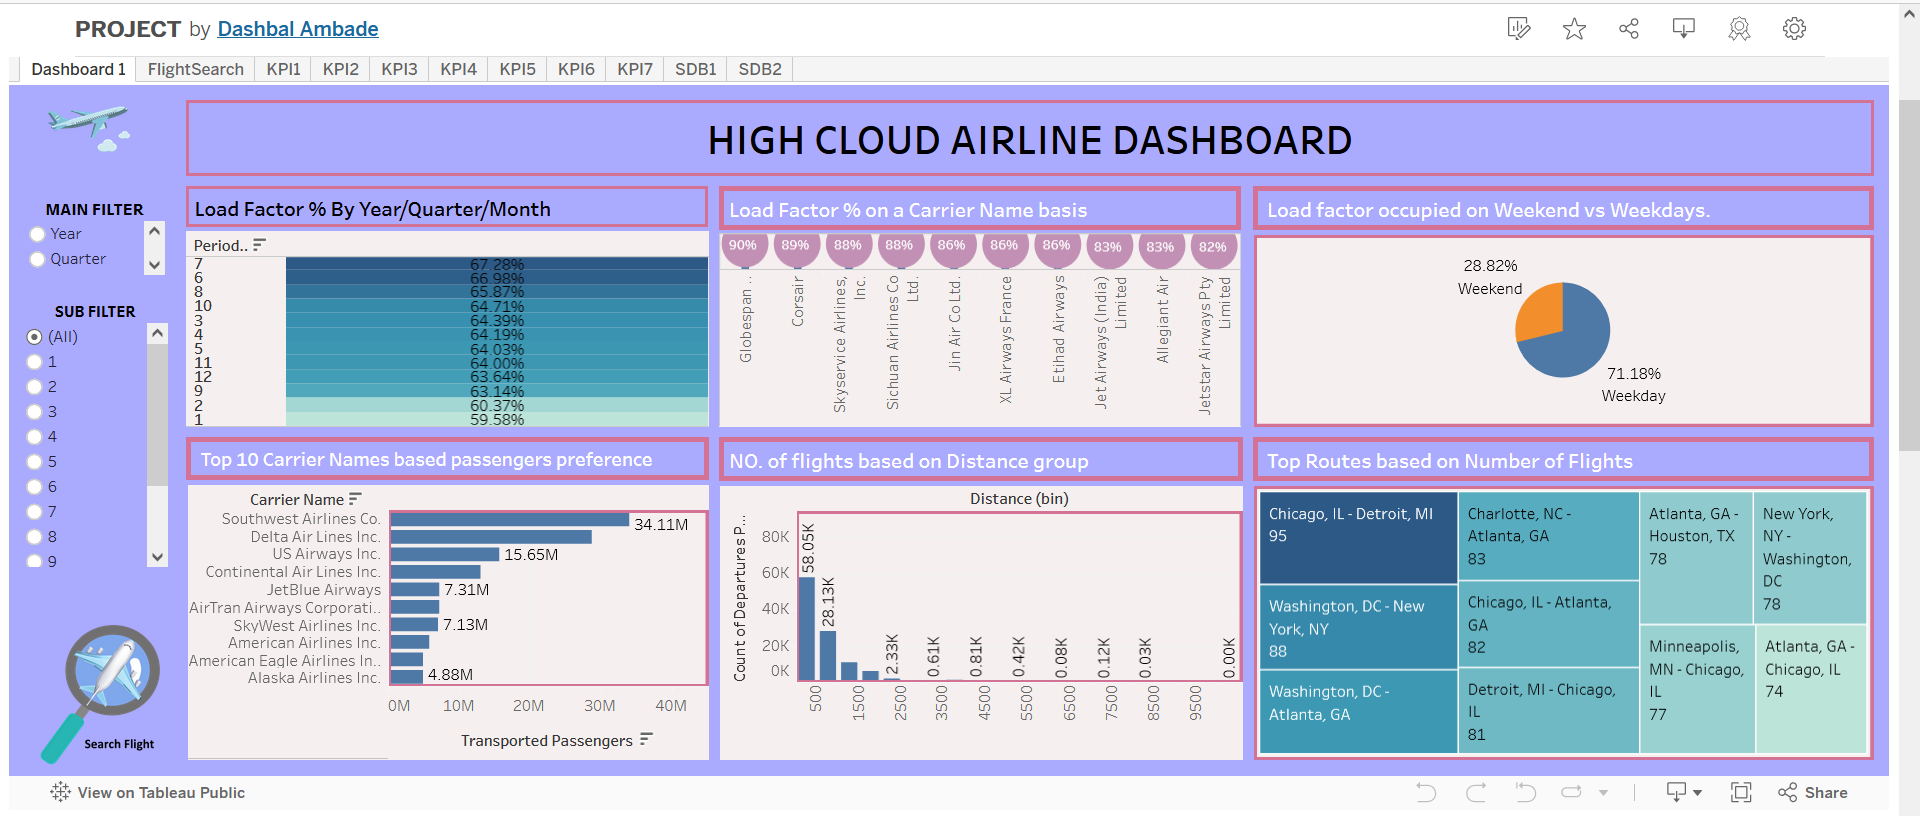 PROJECT by Dashbal Ambade
Dashboard 1 FlightSearch KPI1 KPI2 KPI3 KPI4 KPI5 KPI6 KPI7 SDB1 SDB2
HIGH CLOUD AIRLINE DASHBOARD
MAIN FILTER
Year
Quarter
SUB FILTER
(All)
1
2
3
4
5
6
7
8
9
Search Flight
Load Factor % By Year/Quarter/Month
Period..
7 67.28%
6 66.98%
8 65.87%
10 64.71%
3 64.39%
4 64.19%
5 64.03%
11 64.00%
12 63.64%
9 63.14%
2 60.37%
1 59.58%
Load Factor % on a Carrier Name basis
90% 89% 88% 88% 86% 86% 86% 83% 83% 82%
Globespan ..
Corsair
Skyservice Airlines,
Inc.
Sichuan Airlines Co
Ltd.
Jin Air Co Ltd.
XL Airways France
Etihad Airways
Jet Airways (India)
Limited
Allegian Air
Jetstar Airways Pty
Limited
Load factor occupied on Weekend vs Weekdays.
28.82%
Weekend
71.18%
Weekday
Top 10 Carrier Names based passengers preference
Carrier Name
Southwest Airlines Co. 34.11M
Delta Air Lines Inc.
US Airways Inc. 15.65M
Continental Air Lines Inc.
JetBlue Airways 7.31M
AirTran Airways Corporati..
SkyWest Airlines Inc. 7.13M
American Airlines Inc.
American Eagle Airlines In..
Alaska Airlines Inc. 4.88M
0M 10M 20M 30M 40M
Transported Passengers
NO. of flights based on Distance group
Distance (bin)
Count of Departures P...
80K
60K
40K
20K
0K
58.05K 28.13K 2.33K 0.61K 0.81K 0.42K 0.08K 0.12K 0.03K 0.00K
500 1500 2500 3500 4500 5500 6500 7500 8500 9500
Top Routes based on Number of Flights
Chicago, IL - Detroit, MI
95
Washington, DC - New
York, NY
88
Washington, DC -
Atlanta, GA
Charlotte, NC -
Atlanta, GA
83
Chicago, IL - Atlanta,
GA
82
Detroit, MI - Chicago,
IL
81
Atlanta, GA -
Houston, TX
78
New York,
NY -
Washington,
DC
78
Minneapolis,
MN - Chicago,
IL
77
Atlanta, GA -
Chicago, IL
74
View on Tableau Public
Share